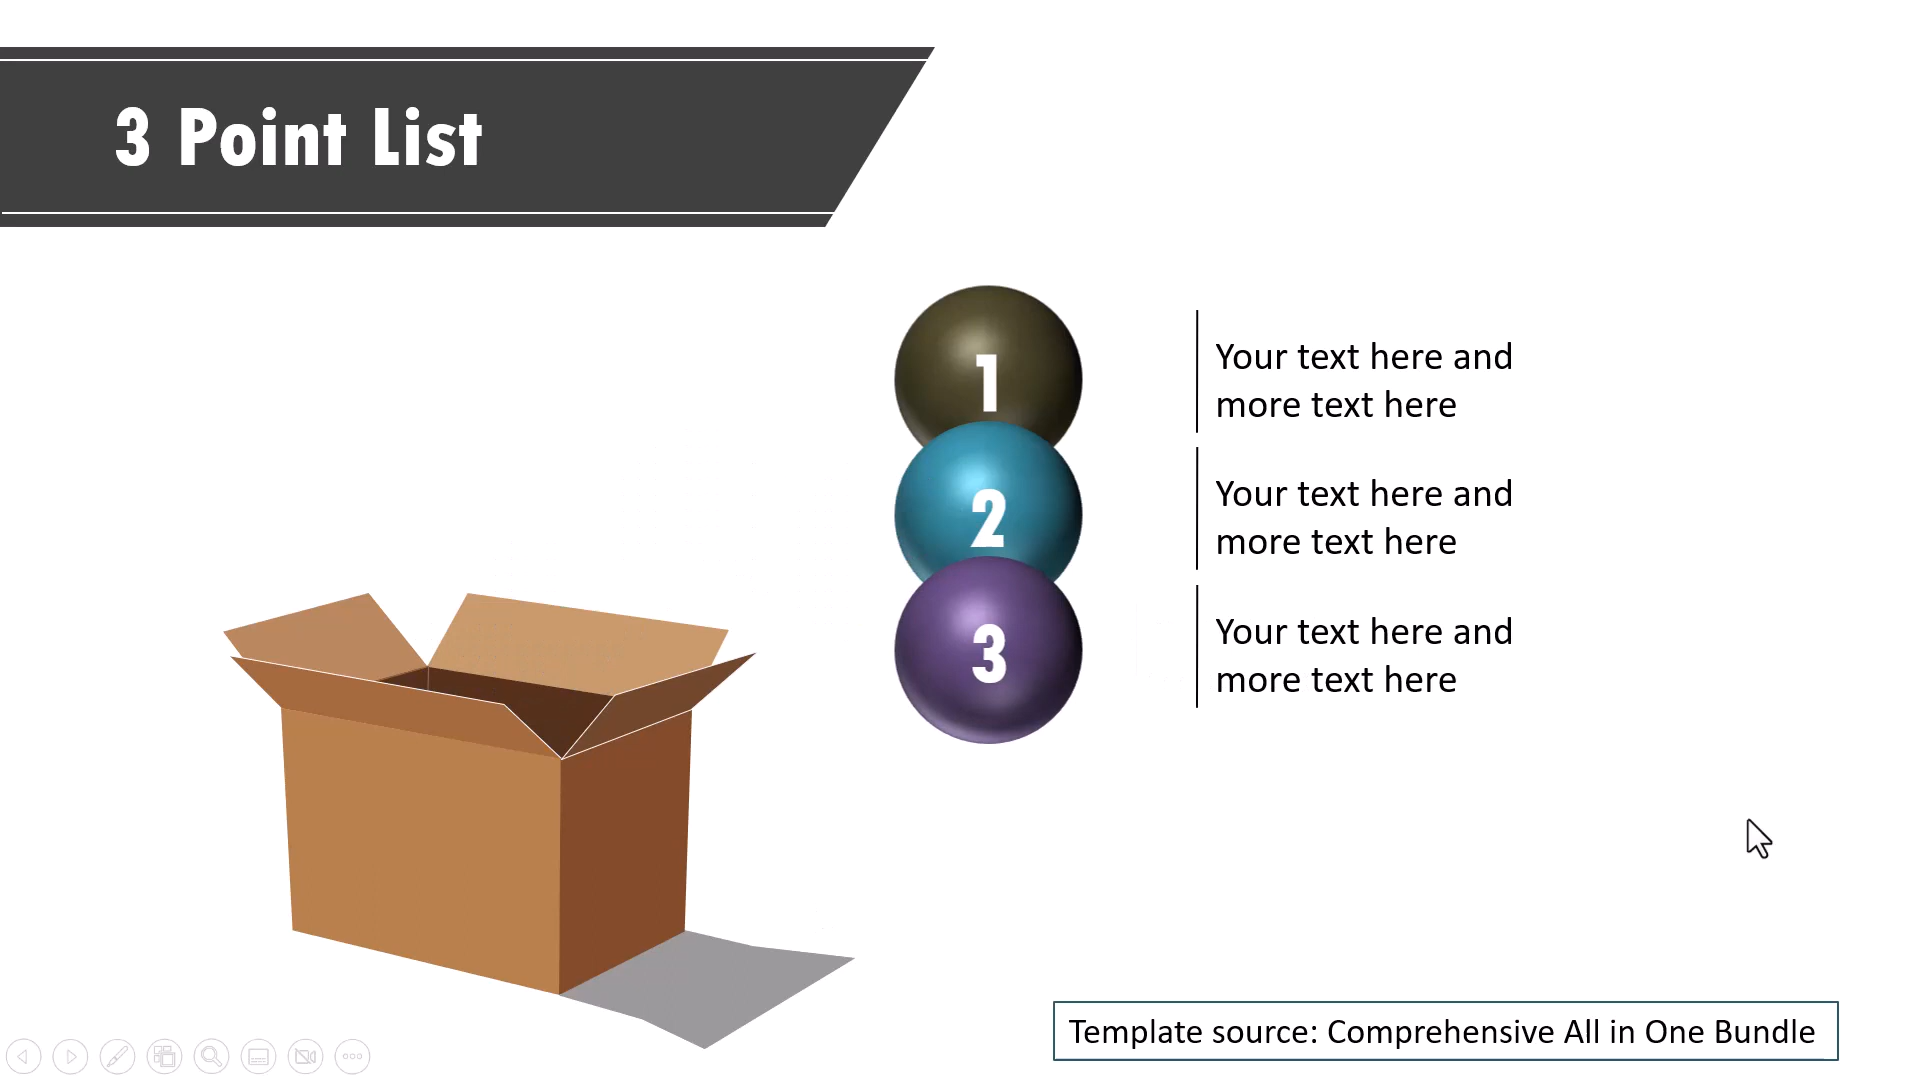 3 Point List
1
Your text here and
more text here
2
Your text here and
more text here
3
Your text here and
more text here
Template source: Comprehensive All in One Bundle